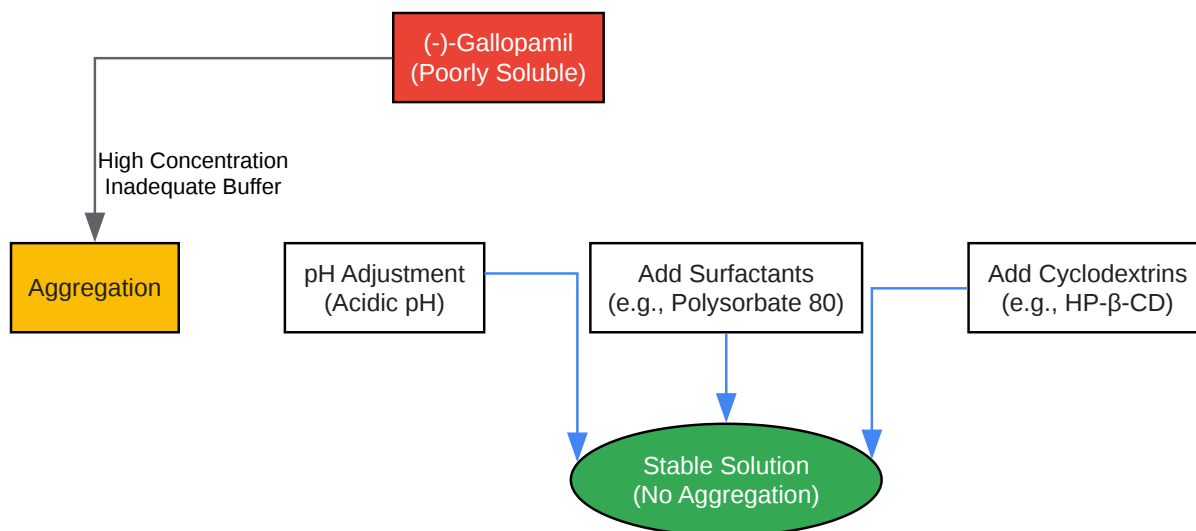 (-)-Gallopamil
(Poorly Soluble)
High Concentration
Inadequate Buffer
Aggregation
pH Adjustment
(Acidic pH)
Add Surfactants
(e.g., Polysorbate 80)
Add Cyclodextrins
(e.g., HP-β-CD)
Stable Solution
(No Aggregation)